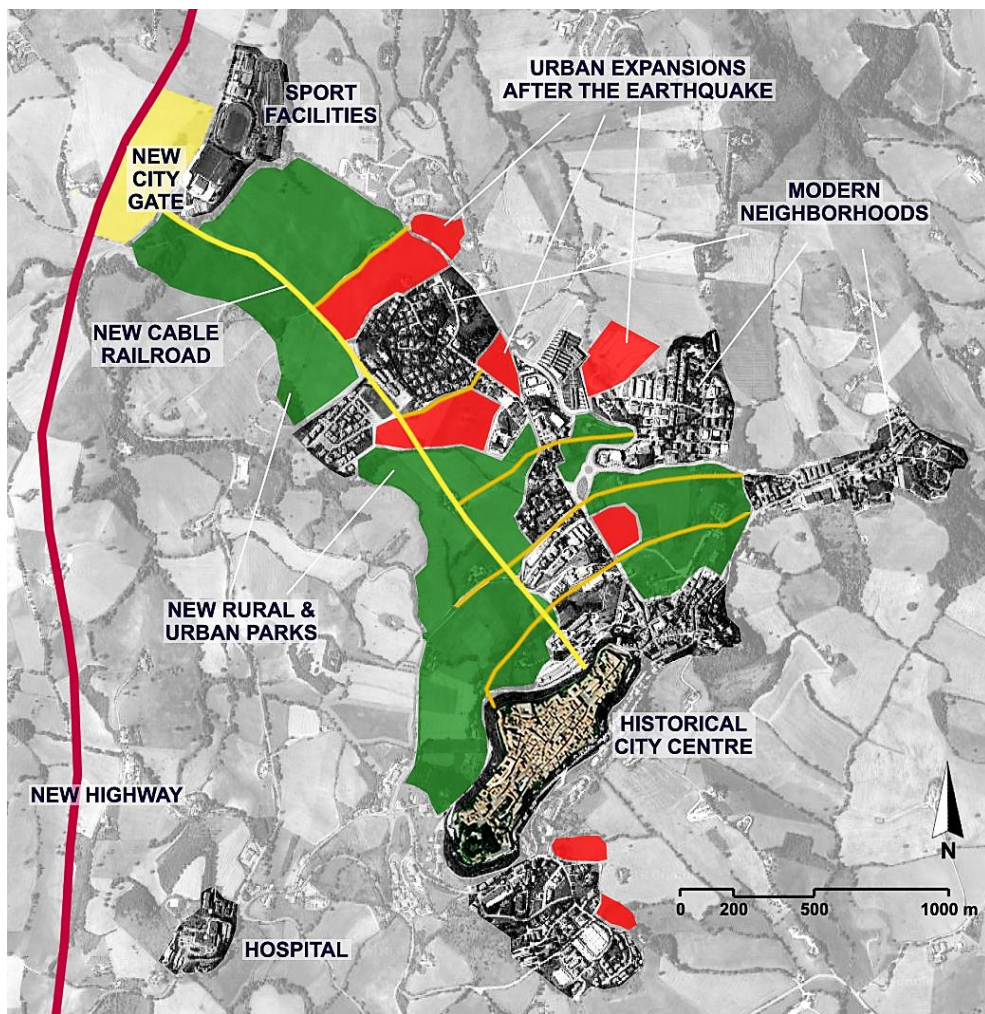 SPORT
FACILITIES
URBAN EXPANSIONS
AFTER THE EARTHQUAKE
NEW
CITY
GATE
MODERN
NEIGHBORHOODS
NEW CABLE
RAILROAD
NEW RURAL &
URBAN PARKS
HISTORICAL
CITY CENTRE
NEW HIGHWAY
N
0 200 500 1000 m
HOSPITAL